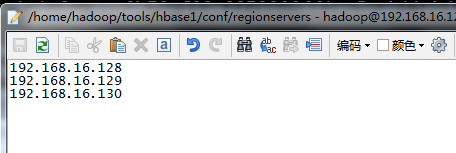 /home/hadoop/tools/hbase1/conf/regionservers - hadoop@192.168.16.12
编码 颜色
192.168.16.128
192.168.16.129
192.168.16.130